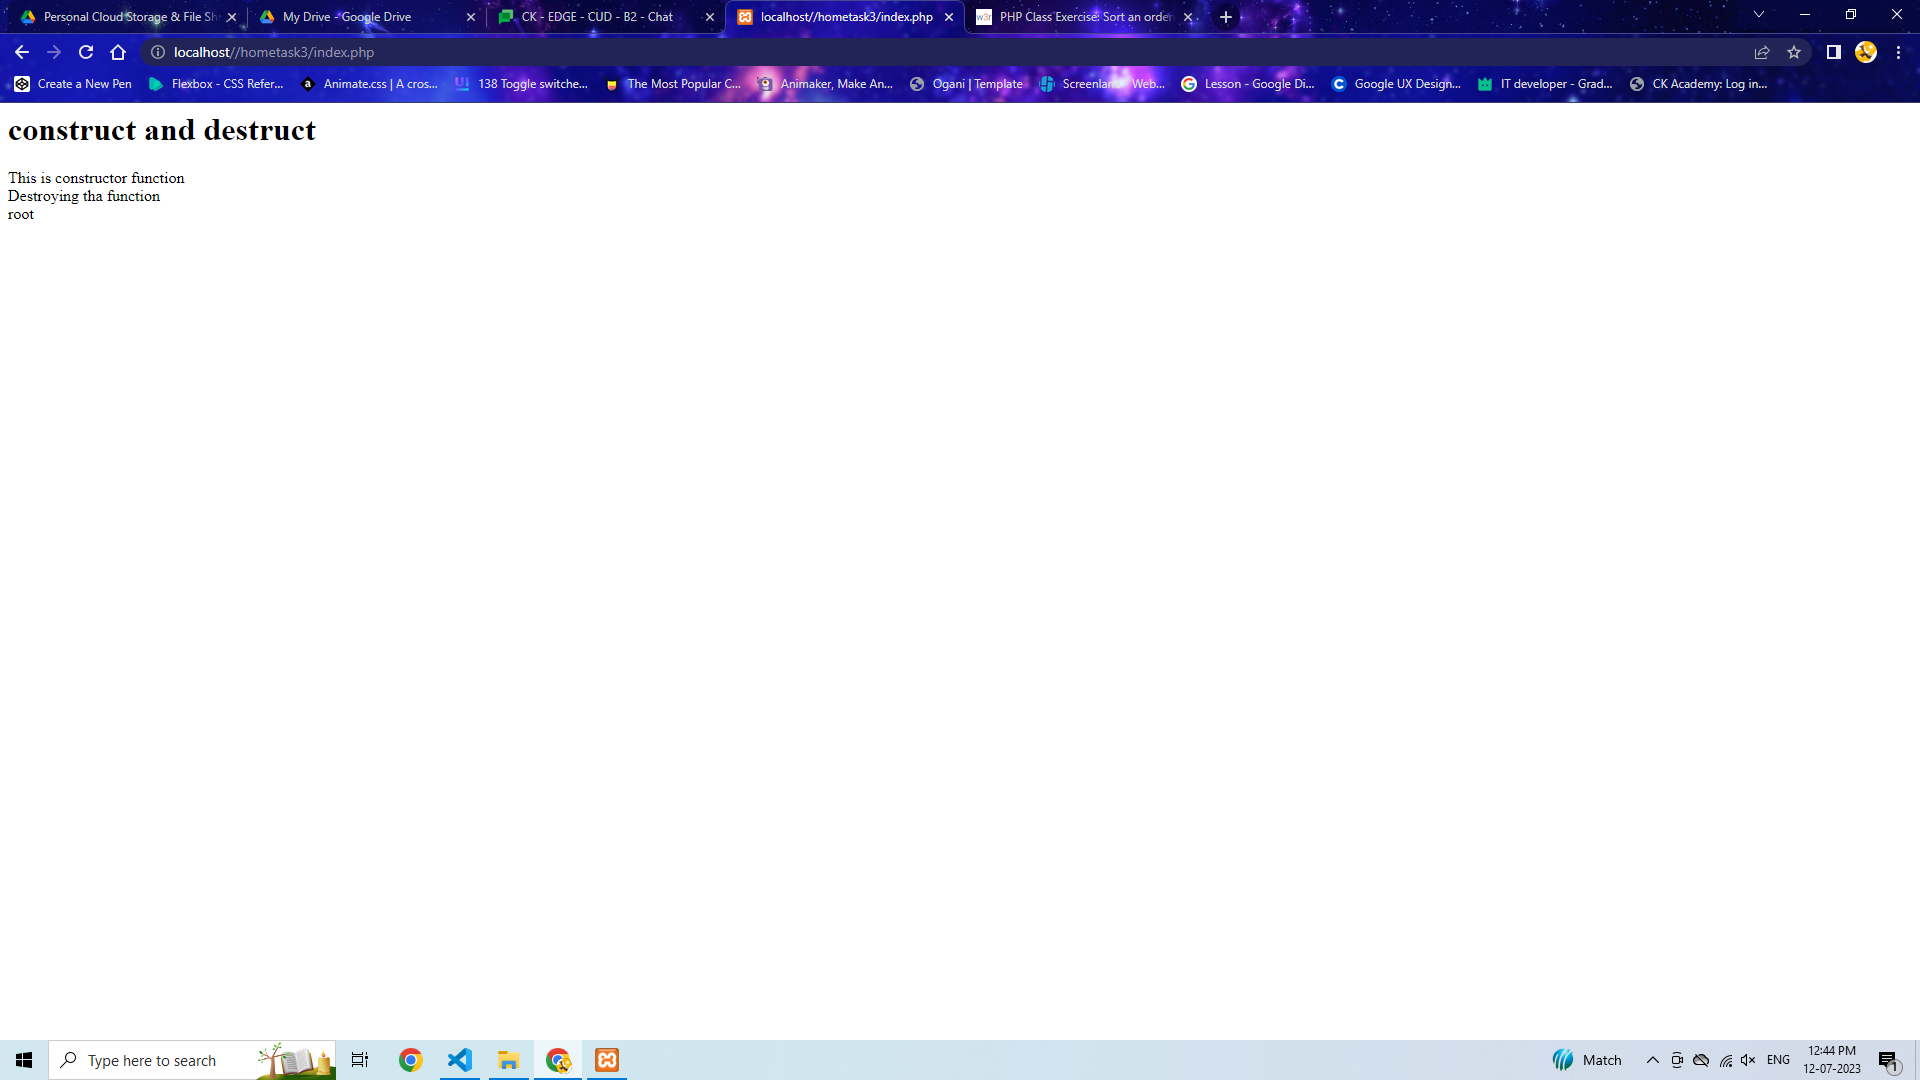 Personal Cloud Storage & File Sh
My Drive - Google Drive
CK - EDGE - CUD - B2 - Chat
localhost//hometask3/index.php
w3r
PHP Class Exercise: Sort an order
localhost//hometask3/index.php
Create a New Pen
Flexbox - CSS Refer...
Animate.css | A cros...
138 Toggle switche...
The Most Popular C...
Animaker, Make An...
Ogani | Template
Web...
Lesson - Google Di...
Google UX Design...
IT developer - Grad...
CK Academy: Log in...
construct and destruct
This is constructor function
Destroying tha function
root
Type here to search
Match
ENG
12:44 PM
12-07-2023
1